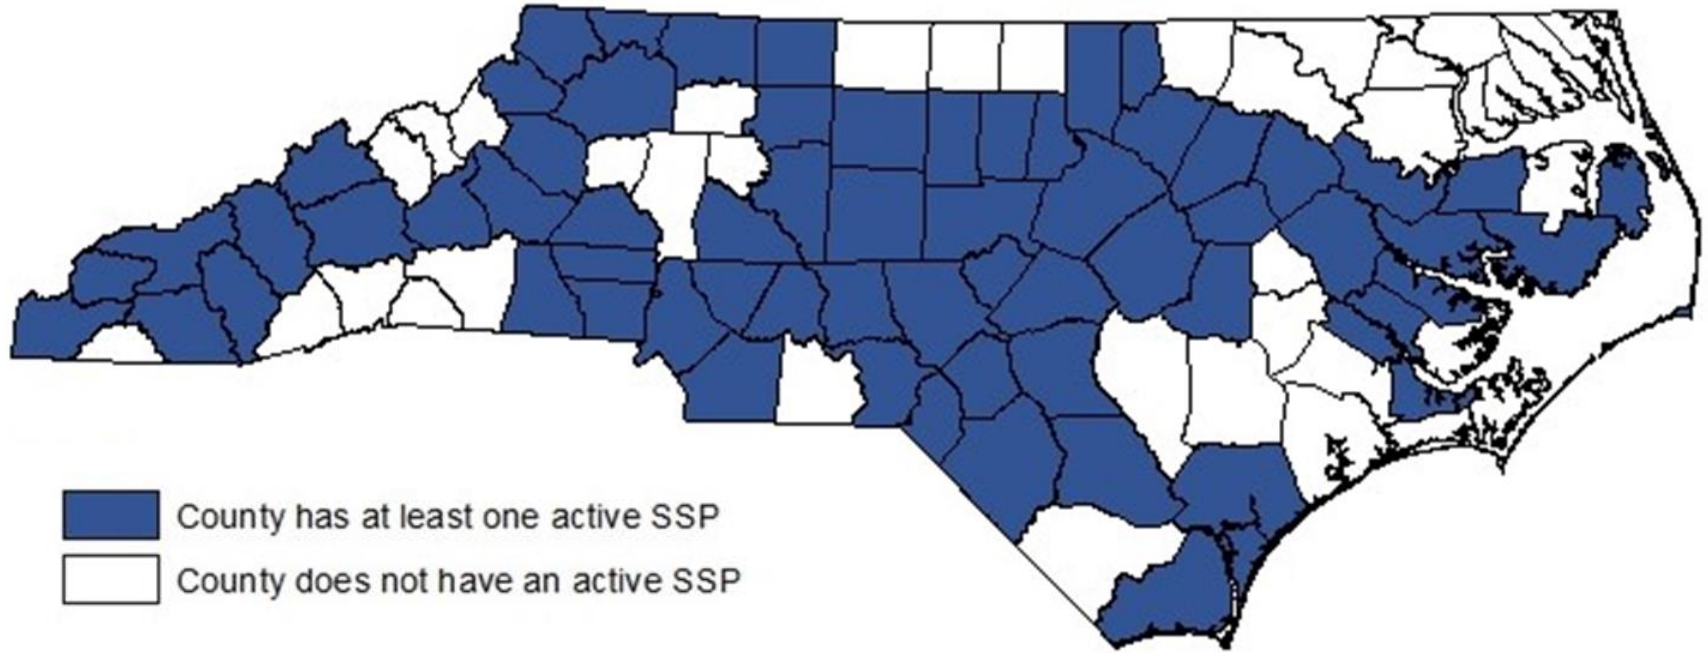 County has at least one active SSP
County does not have an active SSP